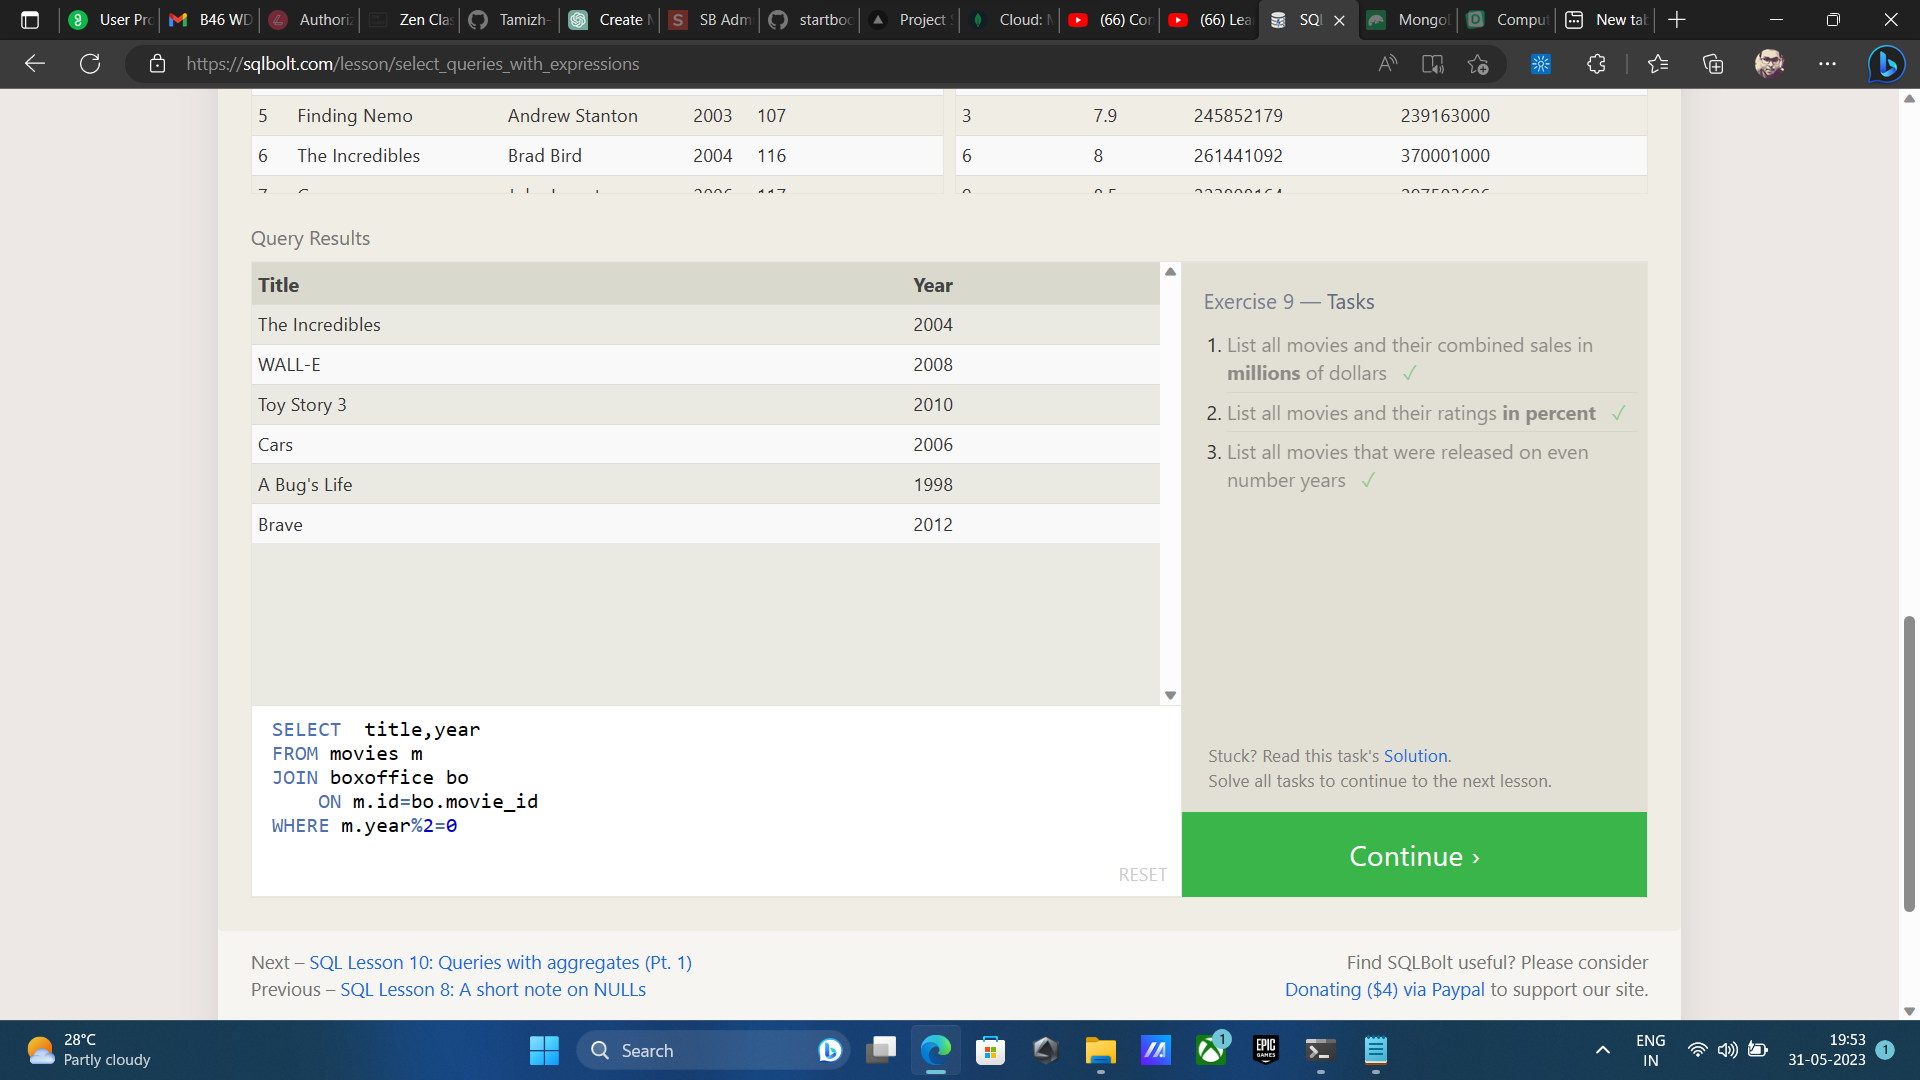 User Pro
B46 WD
Authoriz
Zen Clas
Tamizh-
Create M
SB Adm
startboo
Project S
Cloud: M
(66) Con
(66) Lea
SQL
MongoD
Comput
New tab
https://sqlbolt.com/lesson/select_queries_with_expressions
5 Finding Nemo Andrew Stanton 2003 107 3 7.9 245852179 239163000
6 The Incredibles Brad Bird 2004 116 6 8 261441092 370001000
Query Results
Title Year
The Incredibles 2004
WALL-E 2008
Toy Story 3 2010
Cars 2006
A Bug's Life 1998
Brave 2012
Exercise 9 — Tasks
1. List all movies and their combined sales in
millions of dollars ✓
2. List all movies and their ratings in percent ✓
3. List all movies that were released on even
number years ✓
Stuck? Read this task's Solution.
Solve all tasks to continue to the next lesson.
Continue ›
SELECT  title,year
FROM movies m
JOIN boxoffice bo
    ON m.id=bo.movie_id
WHERE m.year%2=0
RESET
Next – SQL Lesson 10: Queries with aggregates (Pt. 1)
Previous – SQL Lesson 8: A short note on NULLs
Find SQLBolt useful? Please consider
Donating ($4) via Paypal to support our site.
28°C
Partly cloudy
Search
EPIC
GAMES
1
ENG
IN
19:53
31-05-2023
1